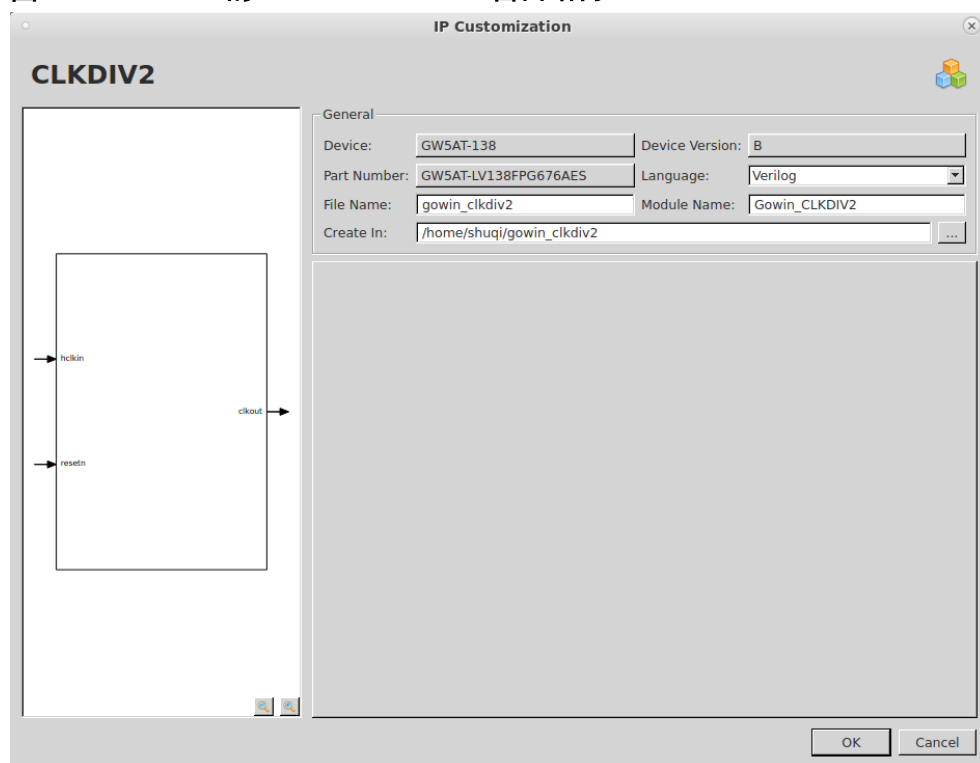 IP Customization
CLKDIV2
General
Device: GW5AT-138 Device Version: B
Part Number: GW5AT-LV138FPG676AES Language: Verilog
File Name: gowin_clkdiv2 Module Name: Gowin_CLKDIV2
Create In: /home/shuqi/gowin_clkdiv2 ...
hclkin
clkout
resetn
OK Cancel